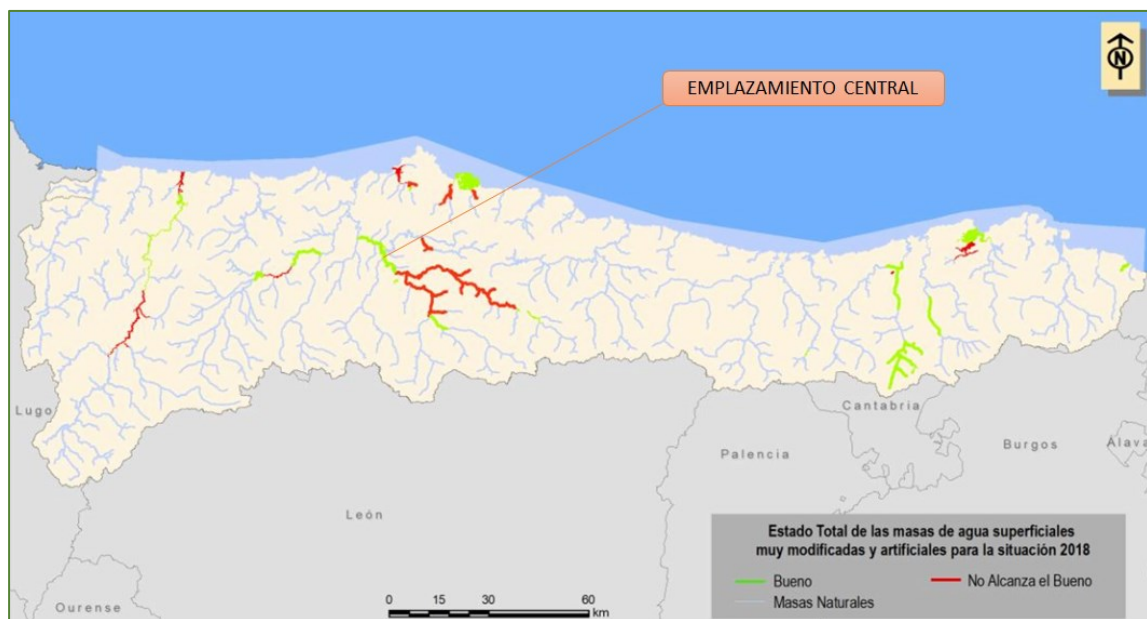 N
EMPLAZAMIENTO CENTRAL
Lugo
Cantabria
Burgos
Álava
Palencia
León
Ourense
0 15 30 60
km
Estado Total de las masas de agua superficiales
muy modificadas y artificiales para la situación 2018
Bueno
No Alcanza el Bueno
Masas Naturales